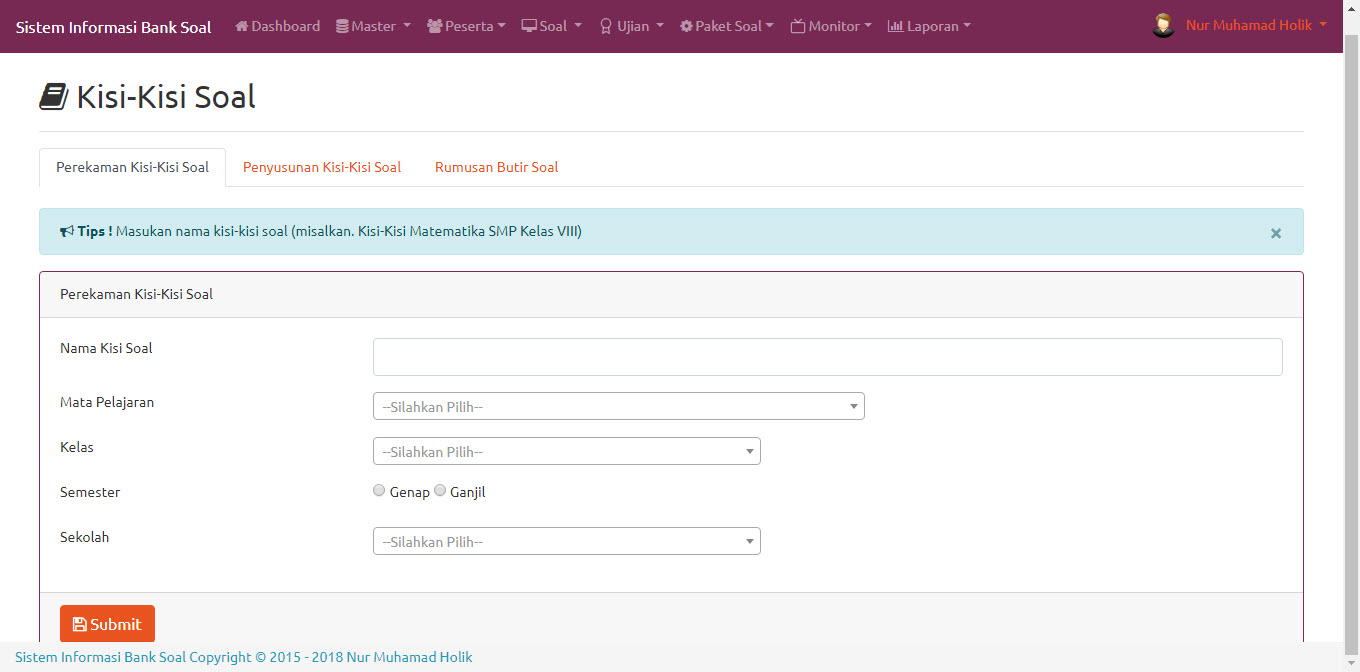 Sistem Informasi Bank Soal Dashboard Master Peserta Soal Ujian Paket Soal Monitor Laporan Nur Muhamad Holik
Kisi-Kisi Soal
Perekaman Kisi-Kisi Soal Penyusunan Kisi-Kisi Soal Rumusan Butir Soal
Tips ! Masukan nama kisi-kisi soal (misalkan. Kisi-Kisi Matematika SMP Kelas VIII) ×
Perekaman Kisi-Kisi Soal
Nama Kisi Soal
Mata Pelajaran --Silahkan Pilih--
Kelas --Silahkan Pilih--
Semester Genap Ganjil
Sekolah --Silahkan Pilih--
Submit
Sistem Informasi Bank Soal Copyright © 2015 - 2018 Nur Muhamad Holik